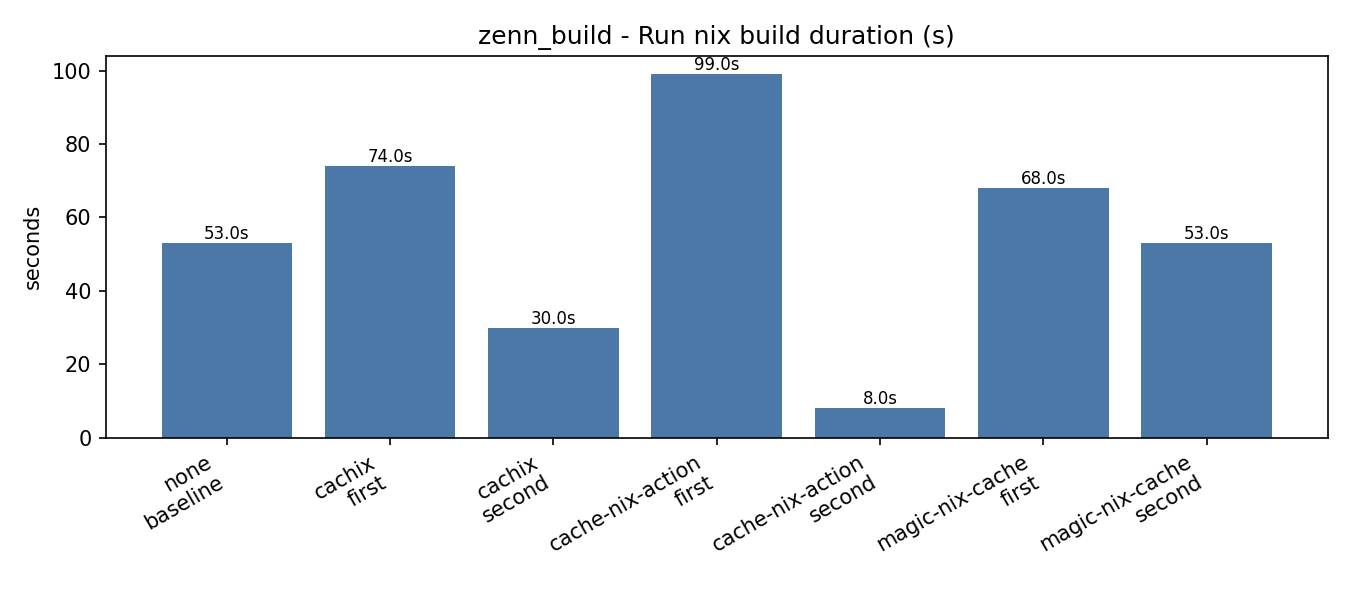 zenn_build - Run nix build duration (s)
seconds
100
80
60
40
20
0
53.0s
74.0s
30.0s
99.0s
8.0s
68.0s
53.0s
none
baseline
cachix
first
cachix
second
cache-nix-action
first
cache-nix-action
second
magic-nix-cache
first
magic-nix-cache
second